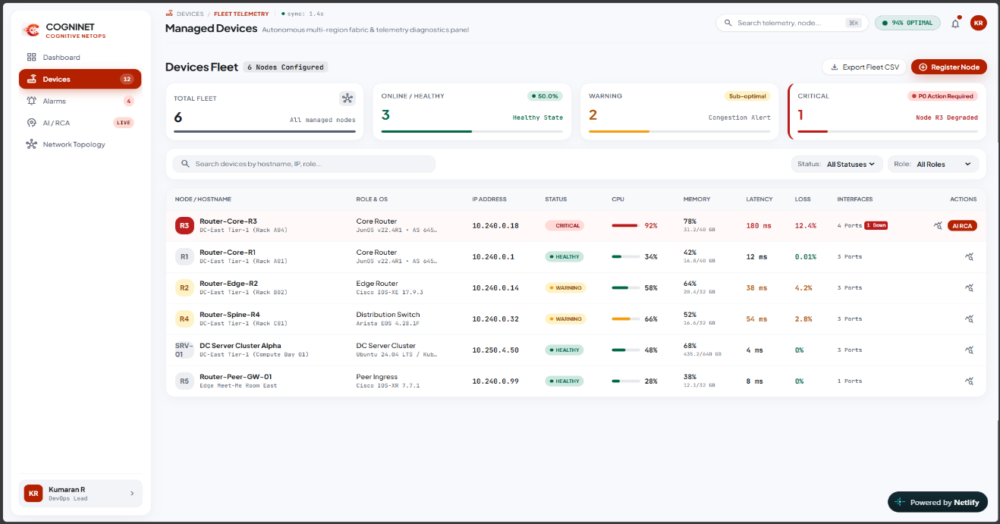 COGNINET
COGNITIVE NETOPS
Dashboard
Devices 12
Alarms 4
AI / RCA LIVE
Network Topology
Kumaran R
DevOps Lead
KR
DEVICES / FLEET TELEMETRY • sync: 1.4s
Managed Devices Autonomous multi-region fabric & telemetry diagnostics panel
Search telemetry, node... ⌘K
94% OPTIMAL
KR
Devices Fleet 6 Nodes Configured
Export Fleet CSV
Register Node
TOTAL FLEET
6 All managed nodes
ONLINE / HEALTHY 50.0%
3 Healthy State
WARNING Sub-optimal
2 Congestion Alert
CRITICAL P0 Action Required
1 Node R3 Degraded
Search devices by hostname, IP, role...
Status: All Statuses
Role: All Roles
NODE / HOSTNAME ROLE & OS IP ADDRESS STATUS CPU MEMORY LATENCY LOSS INTERFACES ACTIONS
R3 Router-Core-R3 Core Router 10.240.0.18 CRITICAL 92% 78% 180 ms 12.4% 4 Ports 1 Down AI RCA
DC-East Tier-1 (Rack A04) JunOS v22.4R1 • AS 645… 31.2/40 GB
R1 Router-Core-R1 Core Router 10.240.0.1 HEALTHY 34% 42% 12 ms 0.01% 3 Ports
DC-East Tier-1 (Rack A01) JunOS v22.4R1 • AS 645… 16.8/40 GB
R2 Router-Edge-R2 Edge Router 10.240.0.14 WARNING 58% 64% 38 ms 4.2% 3 Ports
DC-East Tier-1 (Rack B02) Cisco IOS-XE 17.9.3 20.4/32 GB
R4 Router-Spine-R4 Distribution Switch 10.240.0.32 WARNING 66% 52% 54 ms 2.8% 3 Ports
DC-East Tier-1 (Rack C01) Arista EOS 4.28.1F 16.6/32 GB
SRV-01 DC Server Cluster Alpha DC Server Cluster 10.250.4.50 HEALTHY 48% 68% 4 ms 0% 3 Ports
DC-East Tier-1 (Compute Bay 01) Ubuntu 24.04 LTS / Kub… 435.2/640 GB
R5 Router-Peer-GW-01 Peer Ingress 10.240.0.99 HEALTHY 28% 38% 8 ms 0% 1 Ports
Edge Meet-Me Room East Cisco IOS-XR 7.7.1 12.1/32 GB
Powered by Netlify